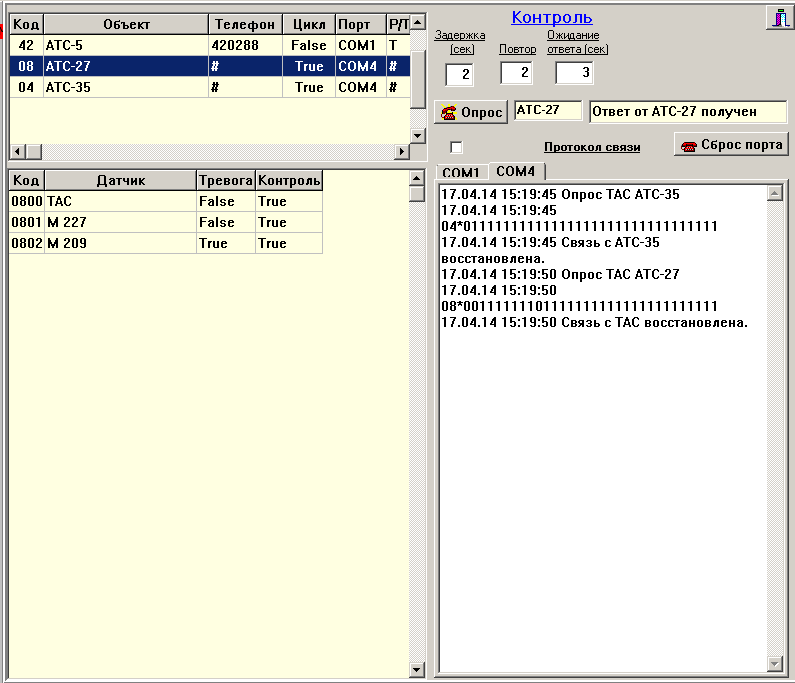 Код Объект Телефон Цикл Порт Р/Т
42 АТС-5 420288 False COM1 Т
08 АТС-27 # True COM4 #
04 АТС-35 # True COM4 #
Контроль
Задержка (сек) Повтор Ожидание ответа (сек)
2 2 3
Опрос АТС-27 Ответ от АТС-27 получен
Протокол связи Сброс порта
Код Датчик Тревога Контроль
0800 ТАС False True
0801 М 227 False True
0802 М 209 True True
COM1 COM4
17.04.14 15:19:45 Опрос ТАС АТС-35
17.04.14 15:19:45
04*01111111111111111111111111111111
17.04.14 15:19:45 Связь с АТС-35
восстановлена.
17.04.14 15:19:50 Опрос ТАС АТС-27
17.04.14 15:19:50
08*00111111110111111111111111111111
17.04.14 15:19:50 Связь с ТАС восстановлена.